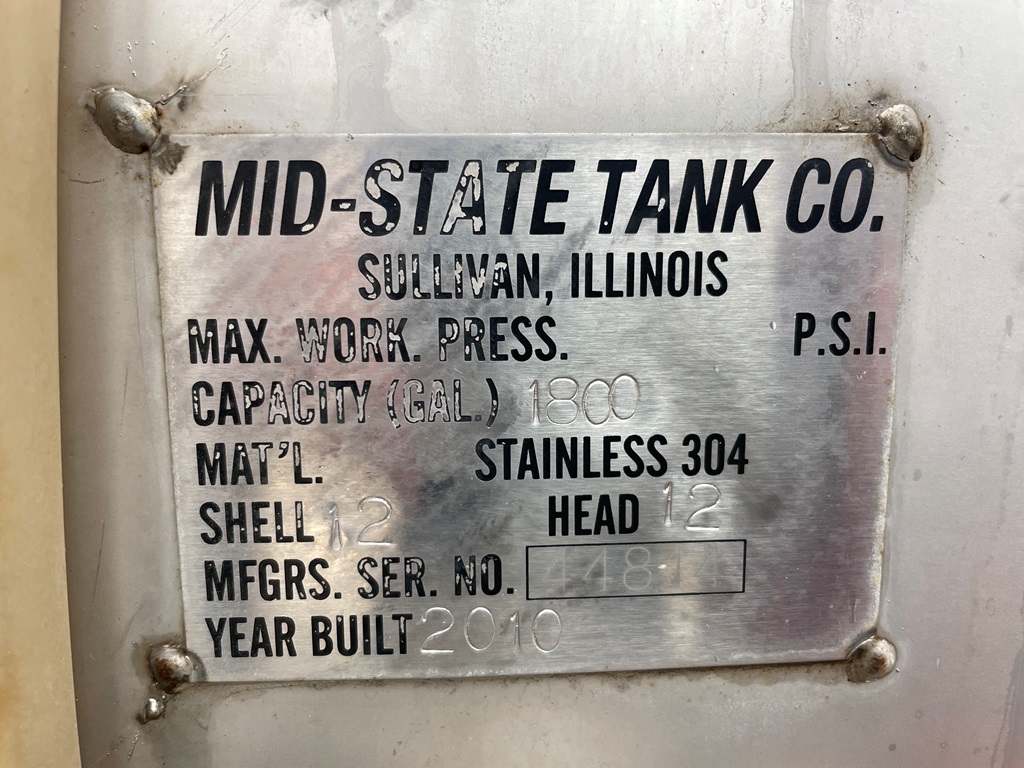 MID-STATE TANK CO.
SULLIVAN, ILLINOIS
MAX. WORK. PRESS. P.S.I.
CAPACITY (GAL.) 1800
MAT'L. STAINLESS 304
SHELL 12 HEAD 12
MFGRS. SER. NO.
YEAR BUILT 2010